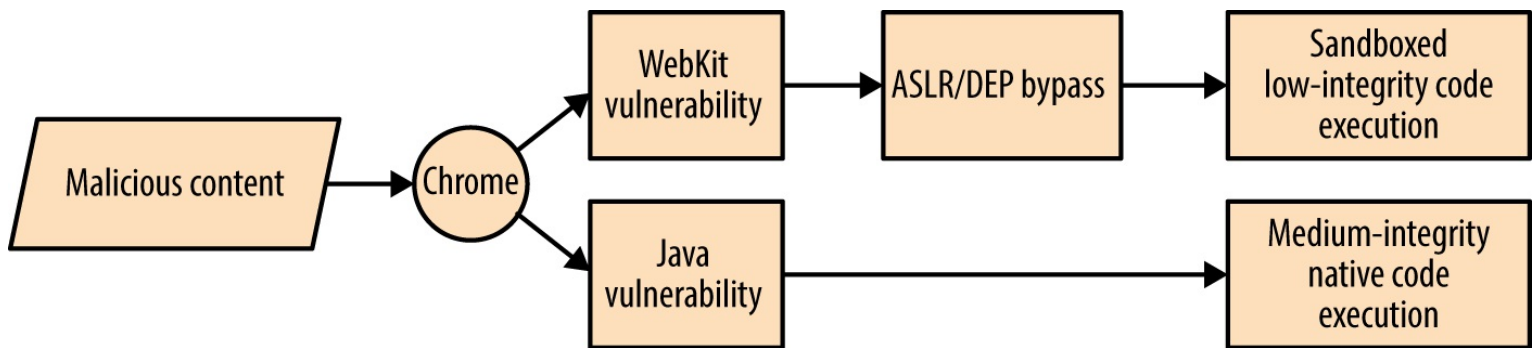 Malicious content
Chrome
WebKit
vulnerability
ASLR/DEP bypass
Sandboxed
low-integrity code
execution
Java
vulnerability
Medium-integrity
native code
execution